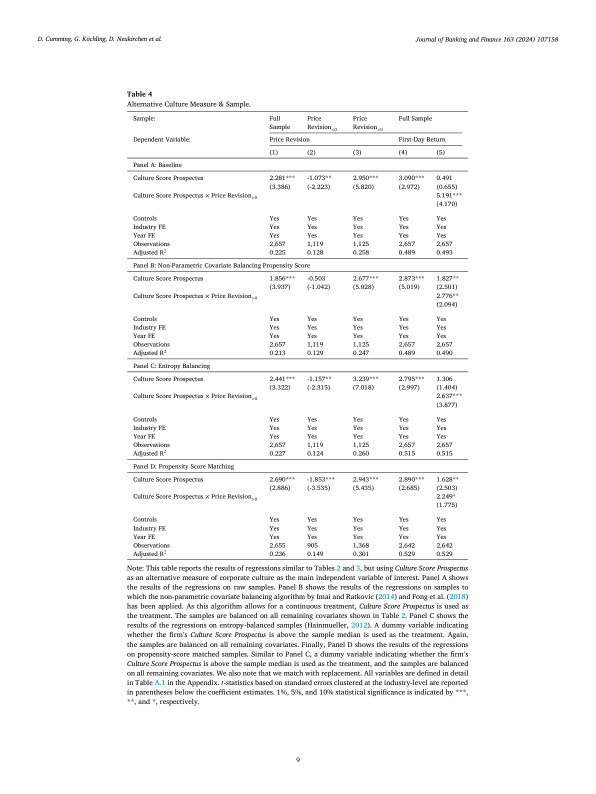 D. Cumming, G. Köchling, D. Neukirchen et al.
Journal of Banking and Finance 163 (2024) 107158
Table 4
Alternative Culture Measure & Sample.
Sample: Full Sample Price Revision<0 Price Revision>0 Full Sample
Dependent Variable: Price Revision First-Day Return
(1) (2) (3) (4) (5)
Panel A: Baseline
Culture Score Prospectus 2.281*** -1.073** 2.950*** 3.090*** 0.491
(3.386) (-2.223) (5.820) (2.972) (0.655)
Culture Score Prospectus × Price Revision>0 5.191***
(4.170)
Controls Yes Yes Yes Yes Yes
Industry FE Yes Yes Yes Yes Yes
Year FE Yes Yes Yes Yes Yes
Observations 2,657 1,119 1,125 2,657 2,657
Adjusted R² 0.225 0.128 0.258 0.489 0.493
Panel B: Non-Parametric Covariate Balancing Propensity Score
Culture Score Prospectus 1.856*** -0.503 2.677*** 2.873*** 1.827**
(3.937) (-1.042) (5.028) (5.019) (2.501)
Culture Score Prospectus × Price Revision>0 2.776**
(2.094)
Controls Yes Yes Yes Yes Yes
Industry FE Yes Yes Yes Yes Yes
Year FE Yes Yes Yes Yes Yes
Observations 2,657 1,119 1,125 2,657 2,657
Adjusted R² 0.213 0.129 0.247 0.489 0.490
Panel C: Entropy Balancing
Culture Score Prospectus 2.441*** -1.157** 3.239*** 2.795*** 1.306
(3.322) (-2.315) (7.018) (2.997) (1.404)
Culture Score Prospectus × Price Revision>0 2.637***
(3.877)
Controls Yes Yes Yes Yes Yes
Industry FE Yes Yes Yes Yes Yes
Year FE Yes Yes Yes Yes Yes
Observations 2,657 1,119 1,125 2,657 2,657
Adjusted R² 0.227 0.124 0.260 0.515 0.515
Panel D: Propensity Score Matching
Culture Score Prospectus 2.690*** -1.853*** 2.943*** 2.890*** 1.628**
(2.886) (-3.535) (5.435) (2.685) (2.503)
Culture Score Prospectus × Price Revision>0 2.249*
(1.775)
Controls Yes Yes Yes Yes Yes
Industry FE Yes Yes Yes Yes Yes
Year FE Yes Yes Yes Yes Yes
Observations 2,655 905 1,368 2,642 2,642
Adjusted R² 0.236 0.149 0.301 0.529 0.529
Note: This table reports the results of regressions similar to Tables 2 and 3, but using Culture Score Prospectus
as an alternative measure of corporate culture as the main independent variable of interest. Panel A shows
the results of the regressions on raw samples. Panel B shows the results of the regressions on samples to
which the non-parametric covariate balancing algorithm by Imai and Ratkovic (2014) and Fong et al. (2018)
has been applied. As this algorithm allows for a continuous treatment, Culture Score Prospectus is used as
the treatment. The samples are balanced on all remaining covariates shown in Table 2. Panel C shows the
results of the regressions on entropy-balanced samples (Hainmueller, 2012). A dummy variable indicating
whether the firm's Culture Score Prospectus is above the sample median is used as the treatment. Again,
the samples are balanced on all remaining covariates. Finally, Panel D shows the results of the regressions
on propensity-score matched samples. Similar to Panel C, a dummy variable indicating whether the firm's
Culture Score Prospectus is above the sample median is used as the treatment, and the samples are balanced
on all remaining covariates. We also note that we match with replacement. All variables are defined in detail
in Table A.1 in the Appendix. t-statistics based on standard errors clustered at the industry-level are reported
in parentheses below the coefficient estimates. 1%, 5%, and 10% statistical significance is indicated by ***,
**, and *, respectively.
9